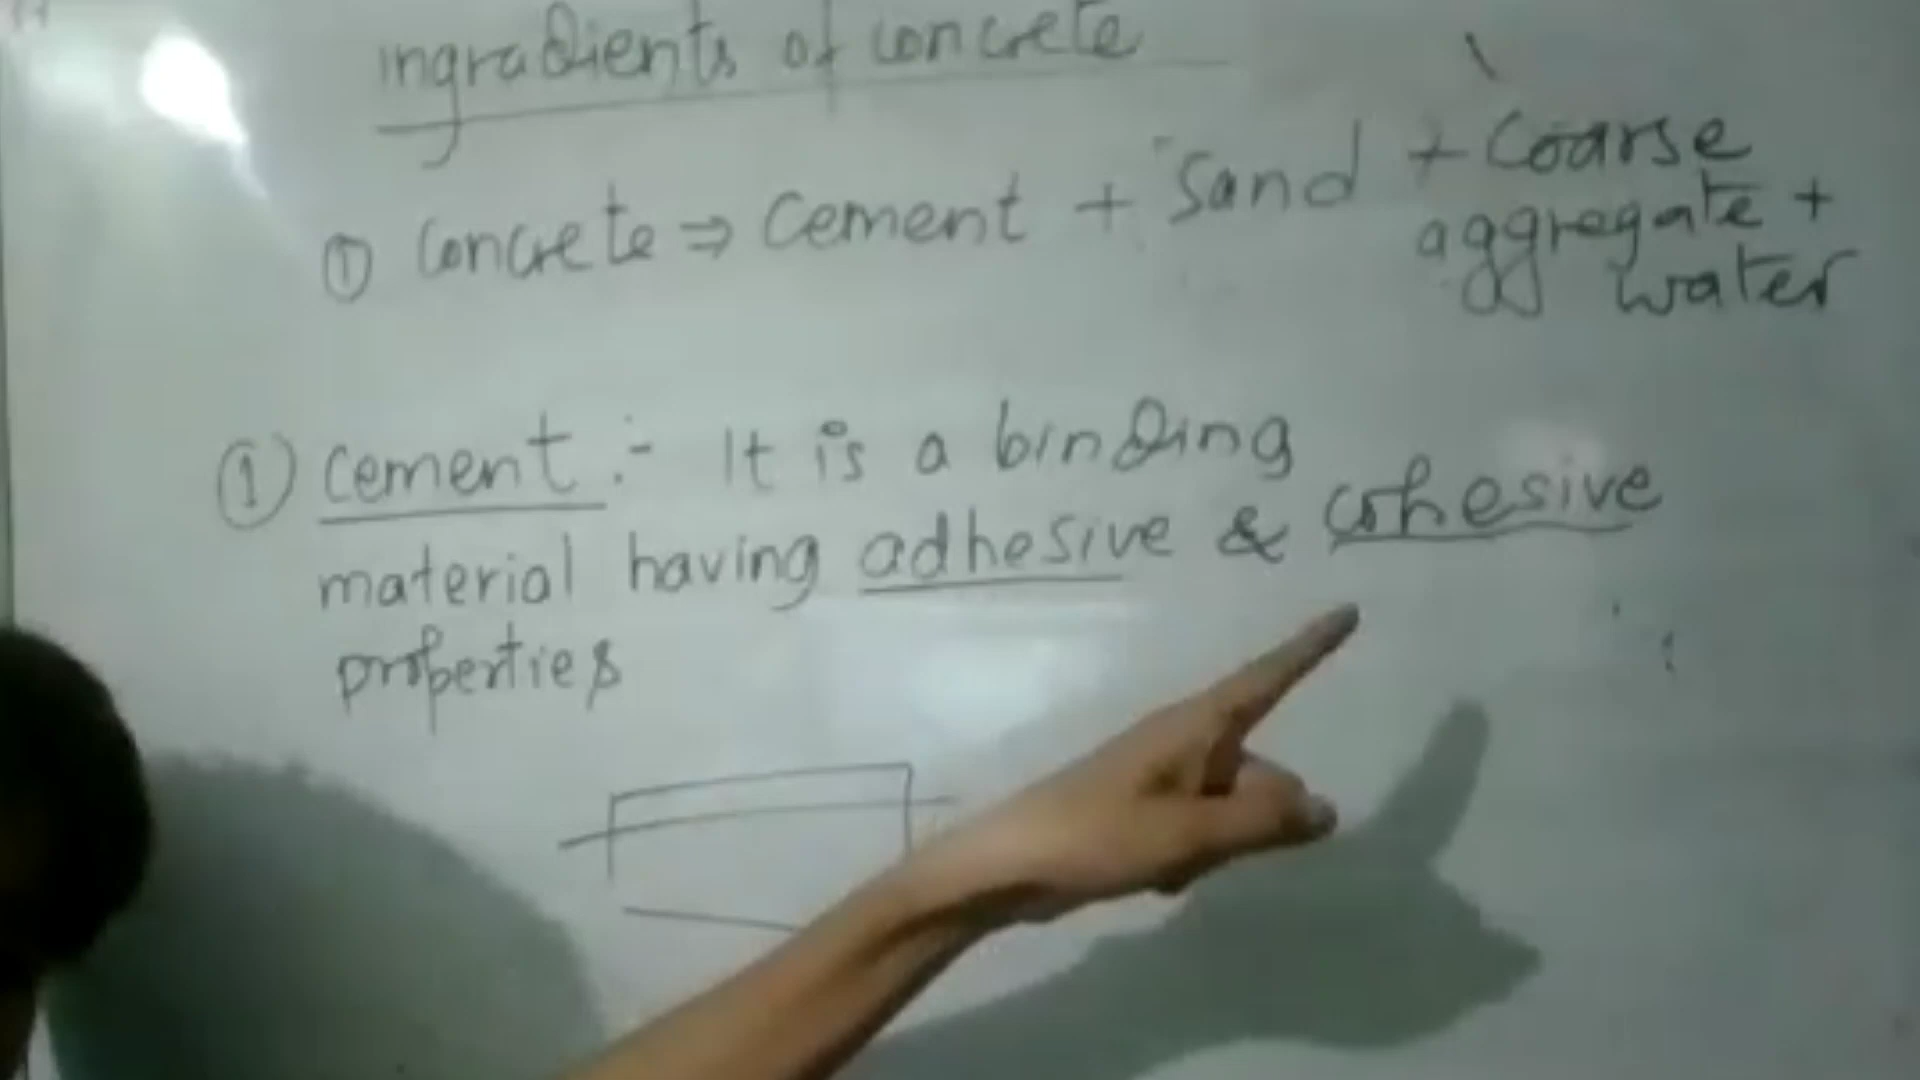 ingradients of concrete
① concrete ⇒ cement + sand + coarse
aggregate +
water
① cement :- It is a binding
material having adhesive & cohesive
properties